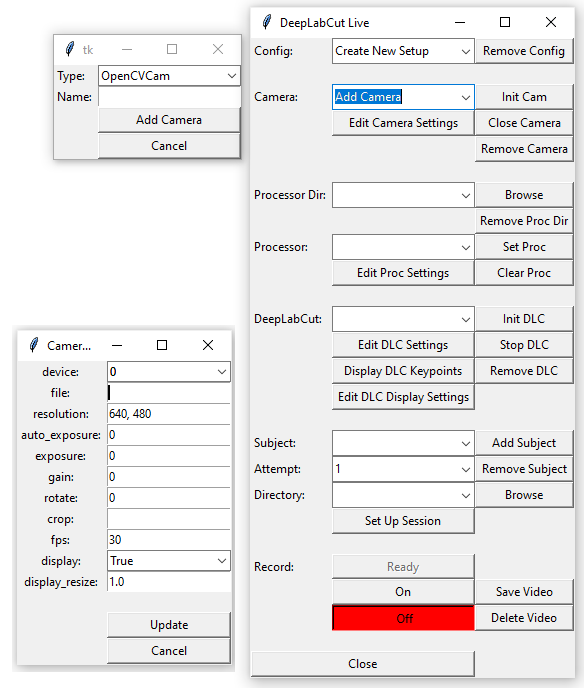 tk
Type: OpenCVCam
Name:
Add Camera
Cancel
DeepLabCut Live
Config: Create New Setup Remove Config
Camera: Add Camera Init Cam
Edit Camera Settings Close Camera
Remove Camera
Processor Dir: Browse
Remove Proc Dir
Processor: Set Proc
Edit Proc Settings Clear Proc
DeepLabCut: Init DLC
Edit DLC Settings Stop DLC
Display DLC Keypoints Remove DLC
Edit DLC Display Settings
Subject: Add Subject
Attempt: 1 Remove Subject
Directory: Browse
Set Up Session
Record: Ready
On Save Video
Off Delete Video
Close
Camer...
device: 0
file:
resolution: 640, 480
auto_exposure: 0
exposure: 0
gain: 0
rotate: 0
crop:
fps: 30
display: True
display_resize: 1.0
Update
Cancel